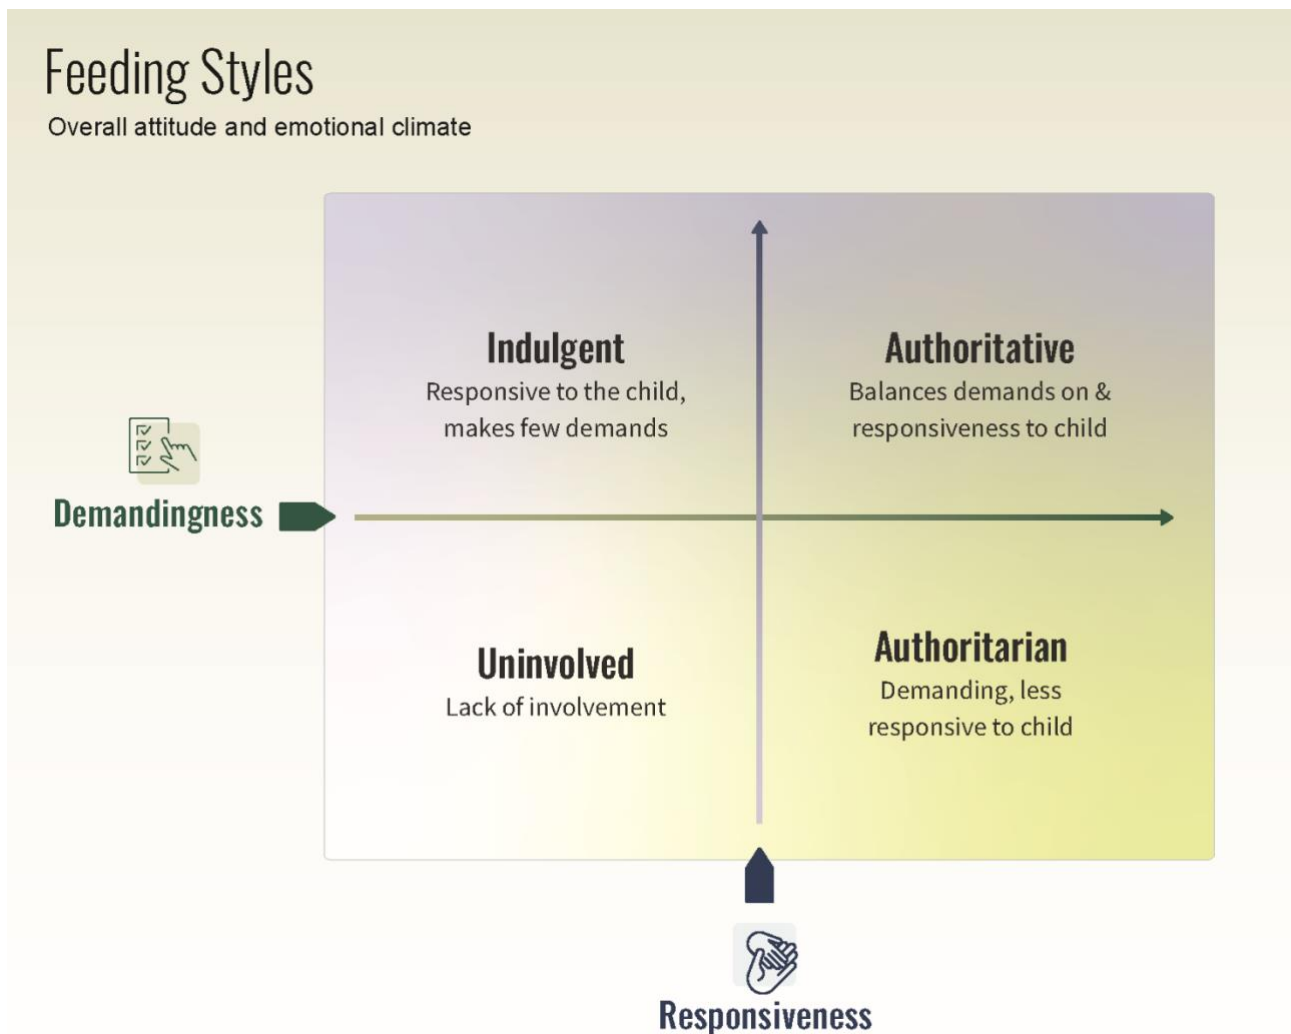 Feeding Styles
Overall attitude and emotional climate
Indulgent
Responsive to the child,
makes few demands
Authoritative
Balances demands on &
responsiveness to child
Demandingness
Uninvolved
Lack of involvement
Authoritarian
Demanding, less
responsive to child
Responsiveness